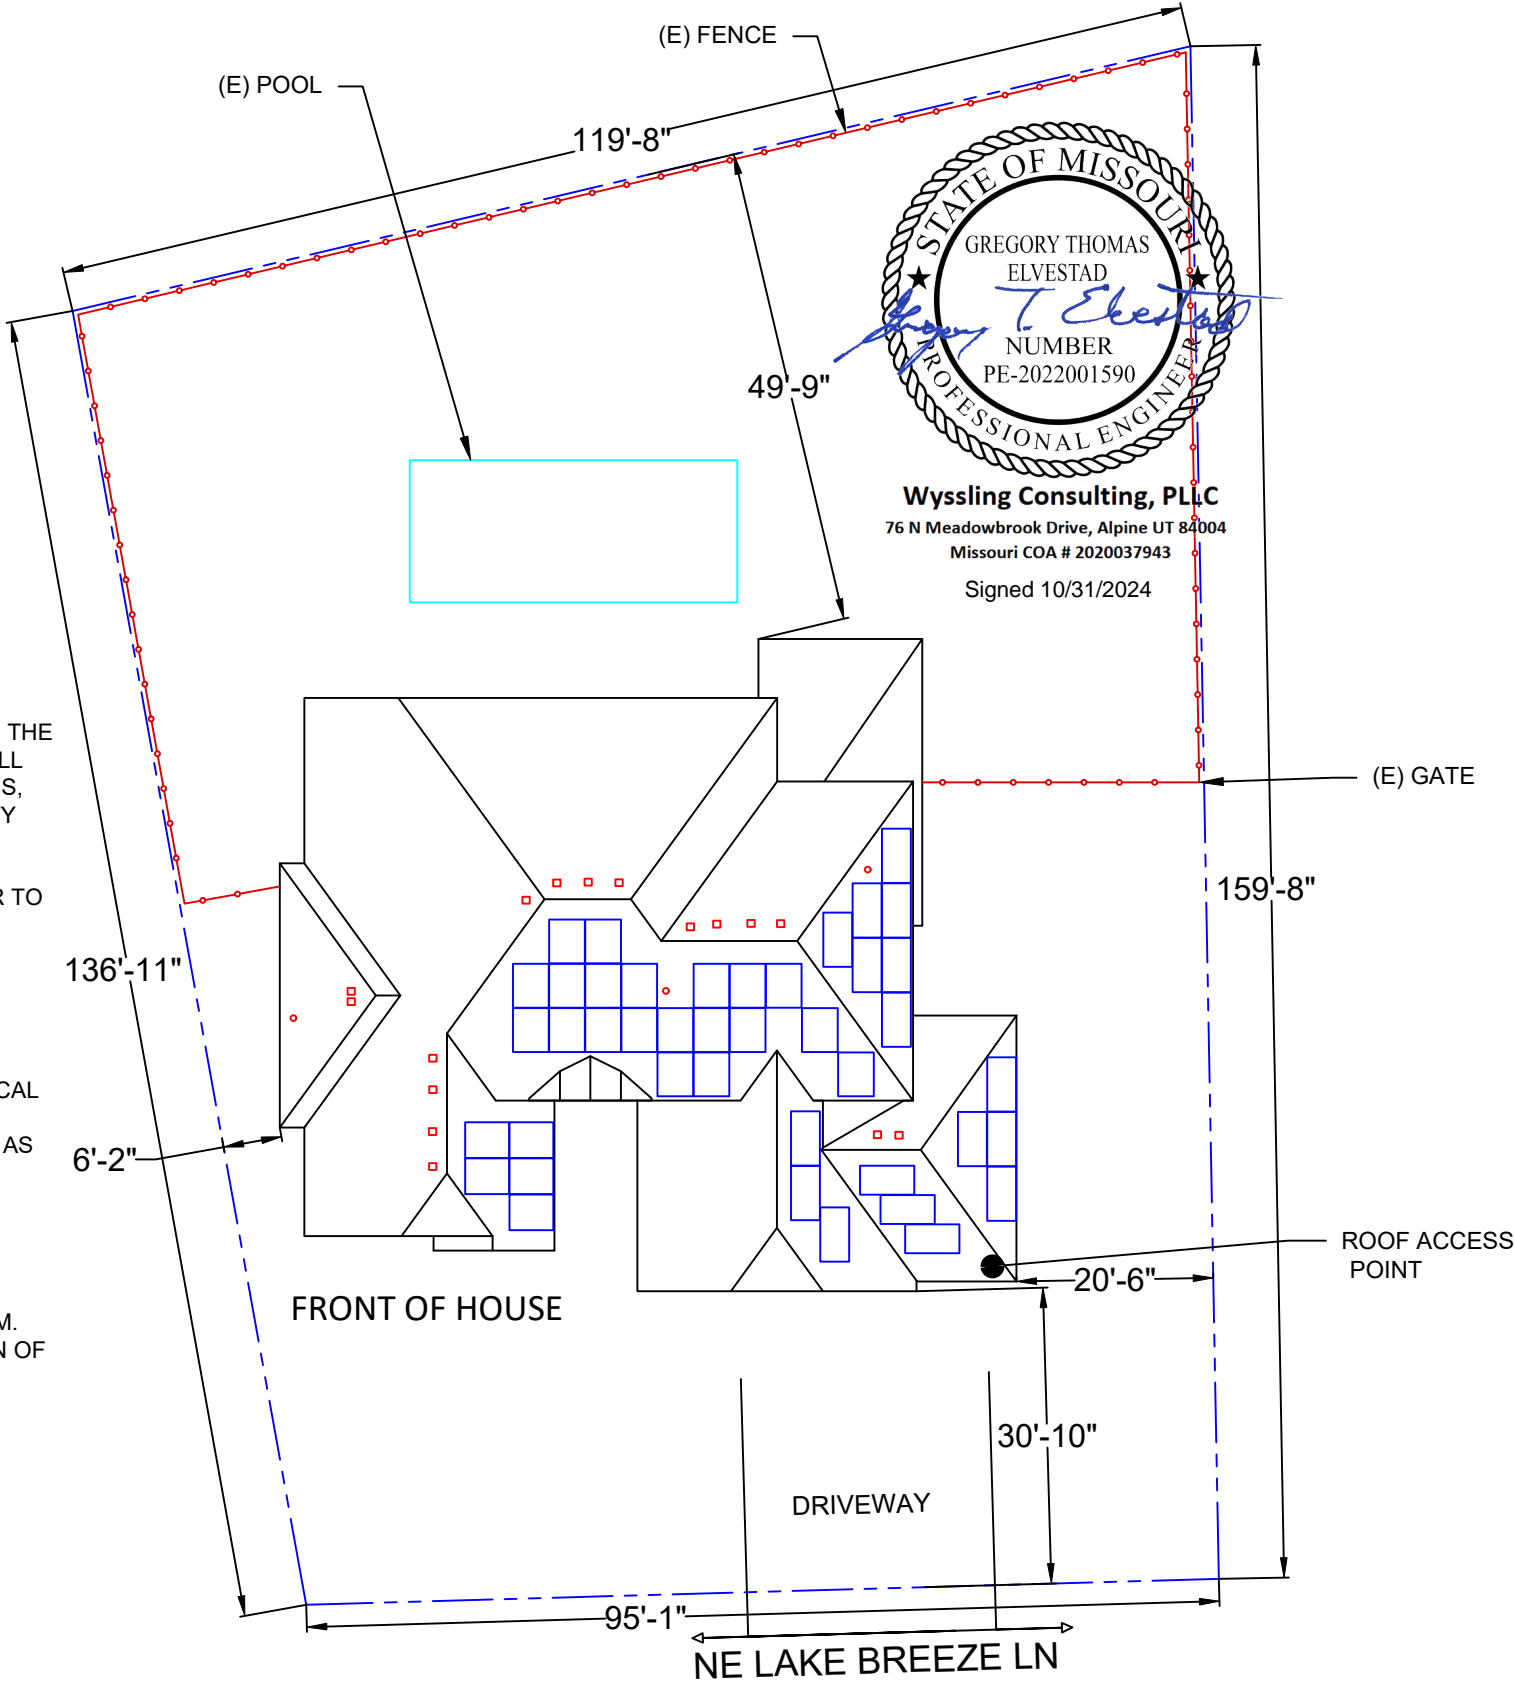 (E) FENCE
(E) POOL
119'-8"
STATE OF MISSOURI
GREGORY THOMAS
ELVESTAD
Gregory T. Elvestad
NUMBER
PE-2022001590
PROFESSIONAL ENGINEER
49'-9"
Wyssling Consulting, PLLC
76 N Meadowbrook Drive, Alpine UT 84004
Missouri COA # 2020037943
Signed 10/31/2024
THE
LL
S,
Y
(E) GATE
R TO
159'-8"
136'-11"
CAL
AS
6'-2"
ROOF ACCESS
POINT
20'-6"
FRONT OF HOUSE
M.
N OF
30'-10"
DRIVEWAY
95'-1"
NE LAKE BREEZE LN